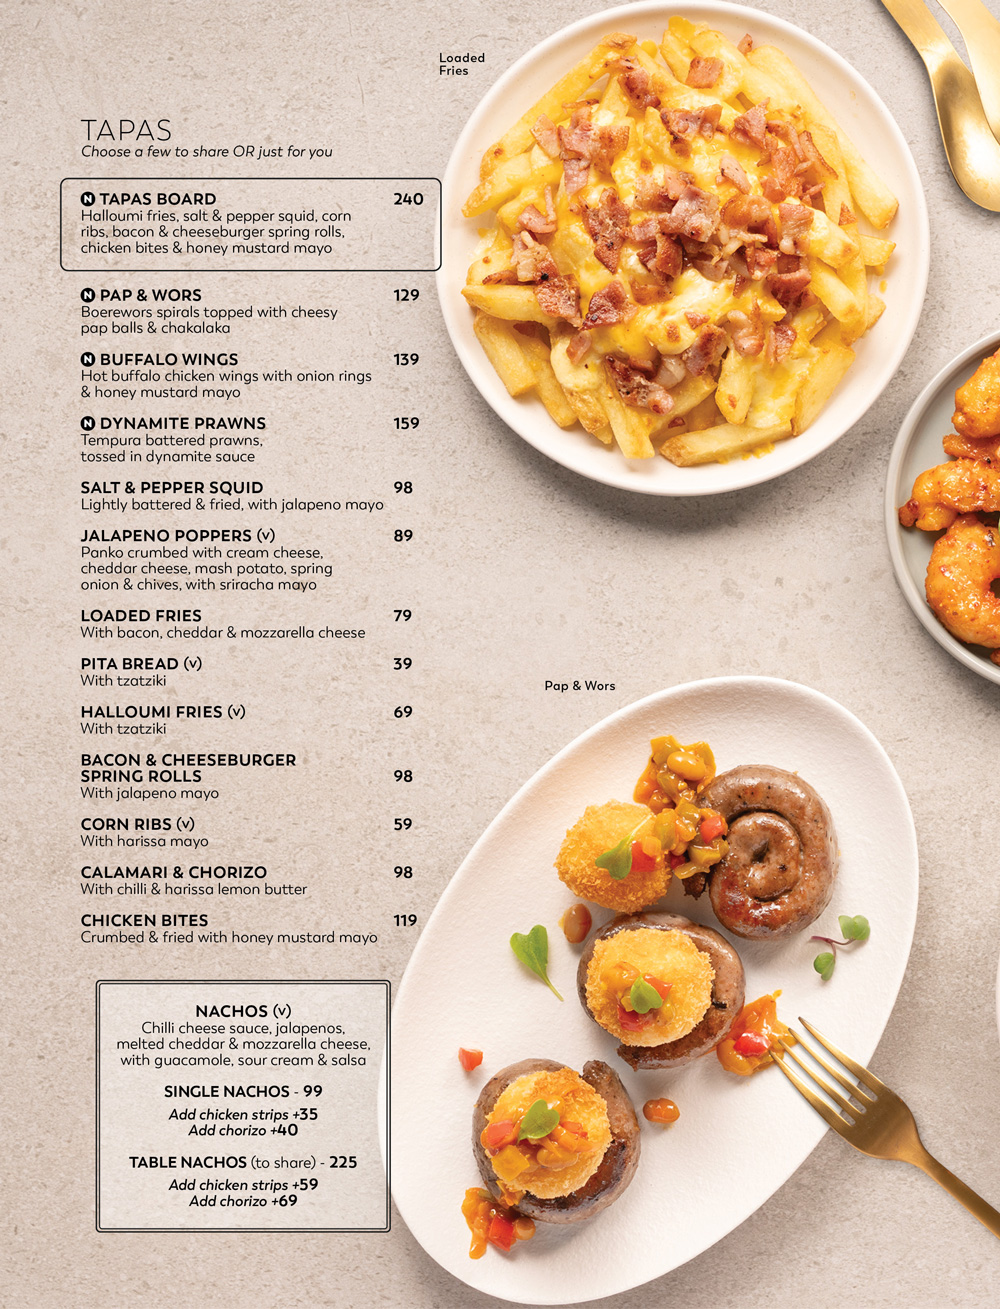 Loaded
Fries
TAPAS
Choose a few to share OR just for you
N TAPAS BOARD 240
Halloumi fries, salt & pepper squid, corn
ribs, bacon & cheeseburger spring rolls,
chicken bites & honey mustard mayo
N PAP & WORS 129
Boerewors spirals topped with cheesy
pap balls & chakalaka
N BUFFALO WINGS 139
Hot buffalo chicken wings with onion rings
& honey mustard mayo
N DYNAMITE PRAWNS 159
Tempura battered prawns,
tossed in dynamite sauce
SALT & PEPPER SQUID 98
Lightly battered & fried, with jalapeno mayo
JALAPENO POPPERS (v) 89
Panko crumbed with cream cheese,
cheddar cheese, mash potato, spring
onion & chives, with sriracha mayo
LOADED FRIES 79
With bacon, cheddar & mozzarella cheese
PITA BREAD (v) 39
With tzatziki
HALLOUMI FRIES (v) 69
With tzatziki
BACON & CHEESEBURGER
SPRING ROLLS 98
With jalapeno mayo
CORN RIBS (v) 59
With harissa mayo
CALAMARI & CHORIZO 98
With chilli & harissa lemon butter
CHICKEN BITES 119
Crumbed & fried with honey mustard mayo
NACHOS (v)
Chilli cheese sauce, jalapenos,
melted cheddar & mozzarella cheese,
with guacamole, sour cream & salsa
SINGLE NACHOS - 99
Add chicken strips +35
Add chorizo +40
TABLE NACHOS (to share) - 225
Add chicken strips +59
Add chorizo +69
Pap & Wors